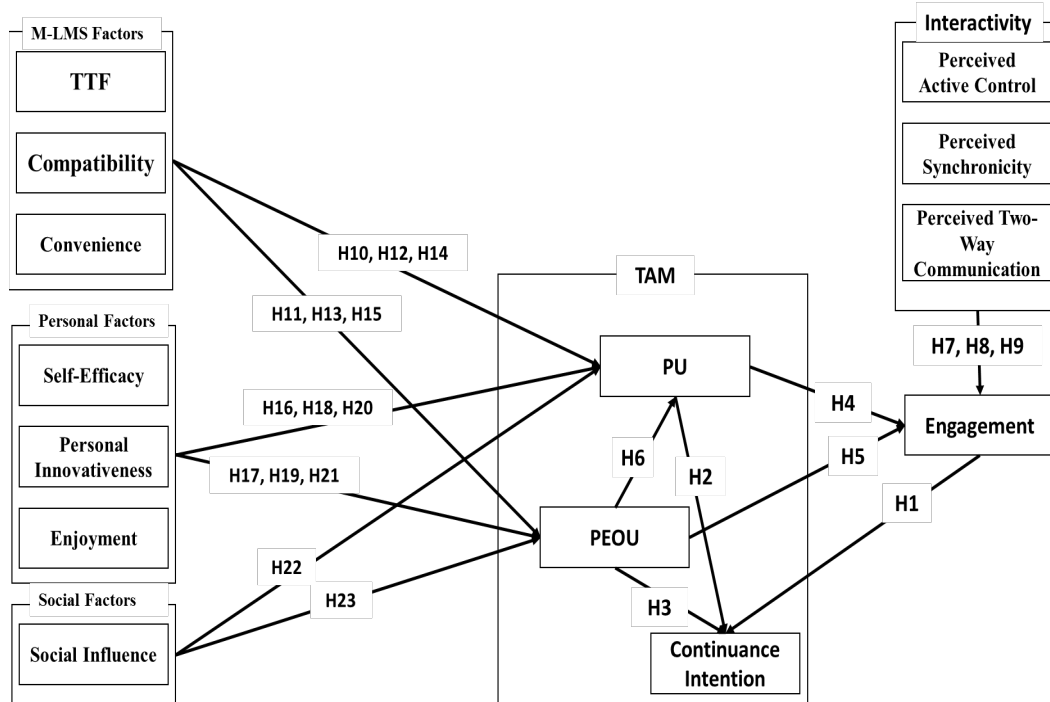 M-LMS Factors
TTF
Compatibility
Convenience
Personal Factors
Self-Efficacy
Personal
Innovativeness
Enjoyment
Social Factors
Social Influence
H10, H12, H14
H11, H13, H15
H16, H18, H20
H17, H19, H21
H22
H23
TAM
PU
H6
H2
PEOU
H3
Continuance
Intention
H4
H5
H1
Interactivity
Perceived
Active Control
Perceived
Synchronicity
Perceived Two-
Way
Communication
H7, H8, H9
Engagement